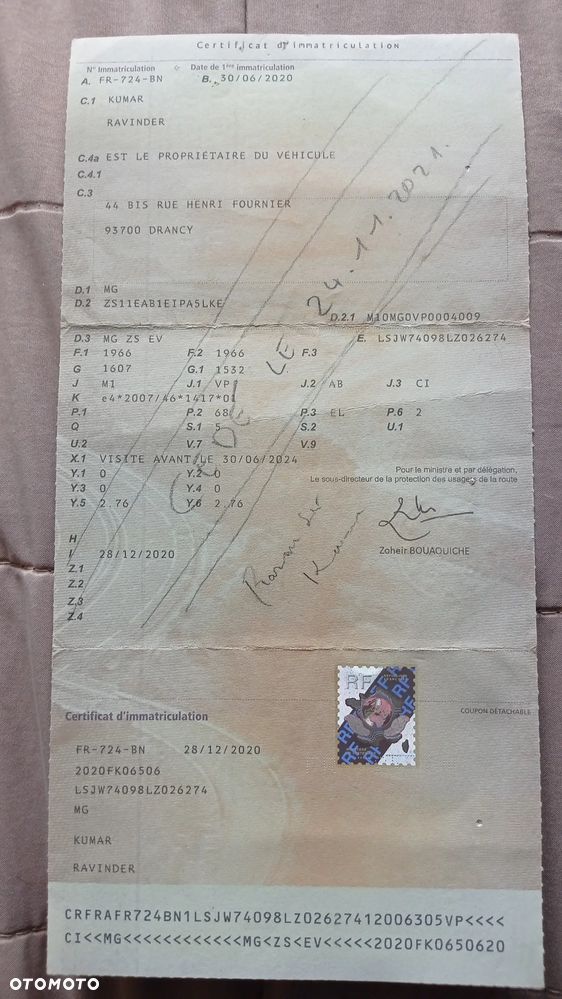 Certificat d'immatriculation
N° Immatriculation Date de 1ère immatriculation
A. FR-724-BN B. 30/06/2020
C.1 KUMAR
RAVINDER
C.4a EST LE PROPRIÉTAIRE DU VÉHICULE
C.4.1
C.3
44 BIS RUE HENRI FOURNIER
93700 DRANCY
D.1 MG
D.2 ZS11EAB1EIPA5LKE
D.2.1 M10MG0VP0004009
D.3 MG ZS EV E. LSJW74098LZ026274
F.1 1966 F.2 1966 F.3
G 1607 G.1 1532
J M1 J.1 VP J.2 AB J.3 CI
K e4*2007/46*1417*01
P.1 P.2 68 P.3 EL P.6 2
Q S.1 5 S.2 U.1
U.2 V.7 V.9
X.1 VISITE AVANT LE 30/06/2024
Y.1 0 Y.2 0
Y.3 0 Y.4 0
Y.5 2.76 Y.6 2.76
Pour le ministre et par délégation,
Le sous-directeur de la protection des usagers de la route
Zoheir BOUAOUICHE
H
I 28/12/2020
Z.1
Z.2
Z.3
Z.4
LE 24.11.2021.
RF
COUPON DÉTACHABLE
Certificat d'immatriculation
FR-724-BN 28/12/2020
2020FK06506
LSJW74098LZ026274
MG
KUMAR
RAVINDER
CRFRAFR724BN1LSJW74098LZ02627412006305VP<<<<
CI<<MG<<<<<<<<<<<<MG<ZS<EV<<<<<2020FK0650620
OTOMOTO